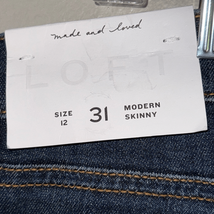 made and loved
LOFT
SIZE 12
31
MODERN SKINNY